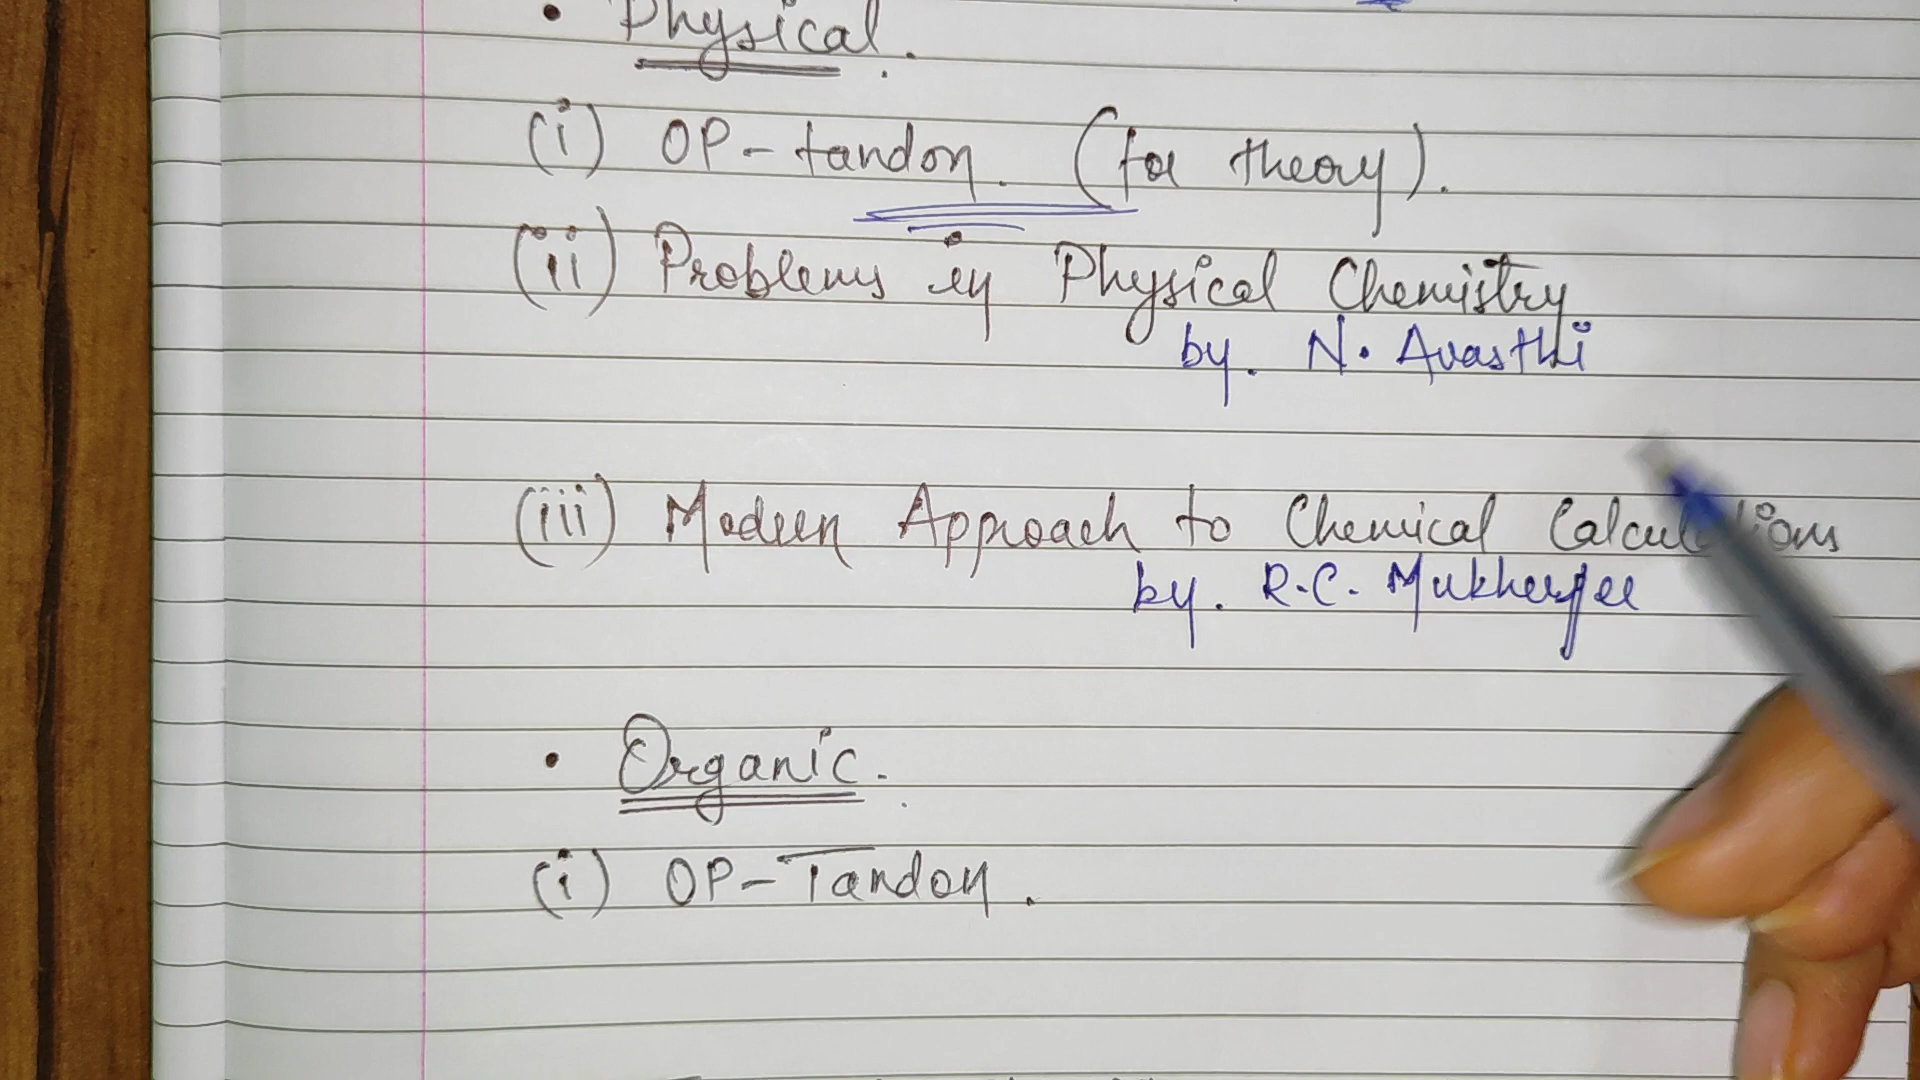 • Physical.
(i) OP-tandon. (for theory).
(ii) Problems in Physical Chemistry
by. N. Avasthi
(iii) Modern Approach to Chemical Calculations
by. R.C. Mukherjee
• Organic.
(i) OP-Tandon.